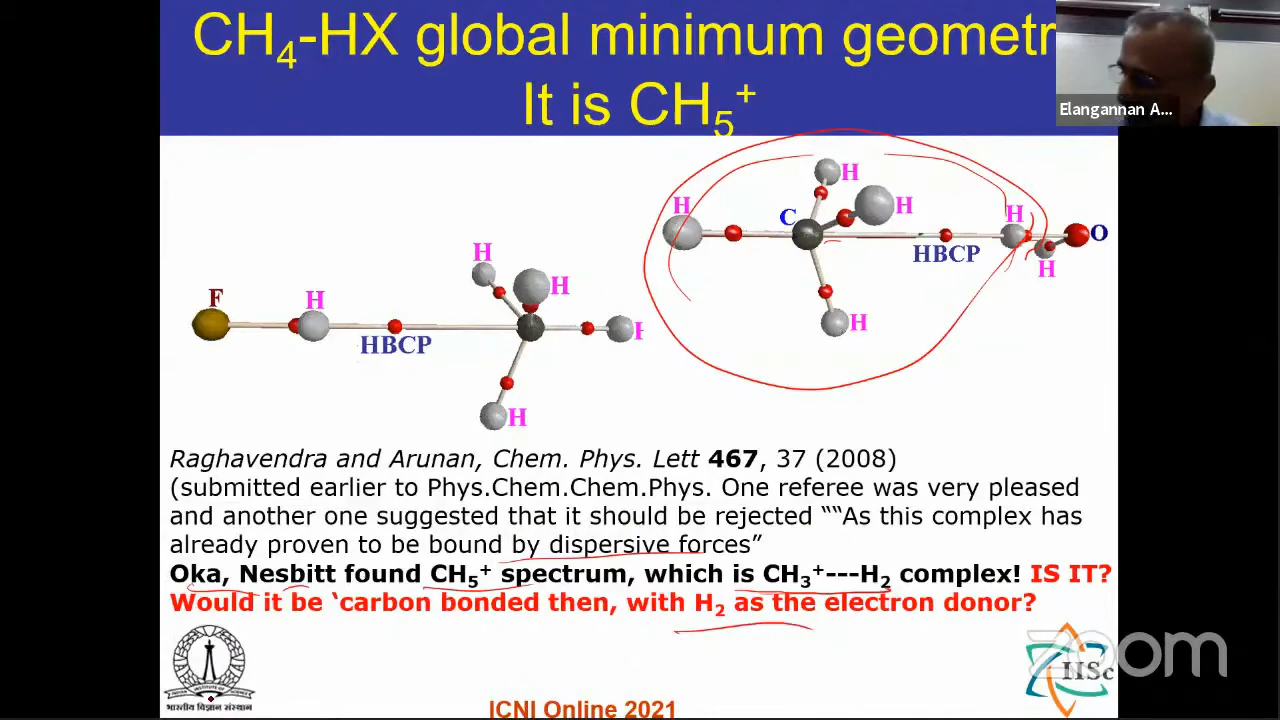 CH₄-HX global minimum geometr
It is CH₅⁺
Elangannan A...
H
H
C
H
H
HBCP
O
H
H
H
H
F
H
HBCP
H
H
Raghavendra and Arunan, Chem. Phys. Lett 467, 37 (2008)
(submitted earlier to Phys.Chem.Chem.Phys. One referee was very pleased
and another one suggested that it should be rejected ““As this complex has
already proven to be bound by dispersive forces”
Oka, Nesbitt found CH₅⁺ spectrum, which is CH₃⁺---H₂ complex! IS IT?
Would it be ‘carbon bonded then, with H₂ as the electron donor?
भारतीय विज्ञान संस्थान
IISc
zoom
ICNI Online 2021